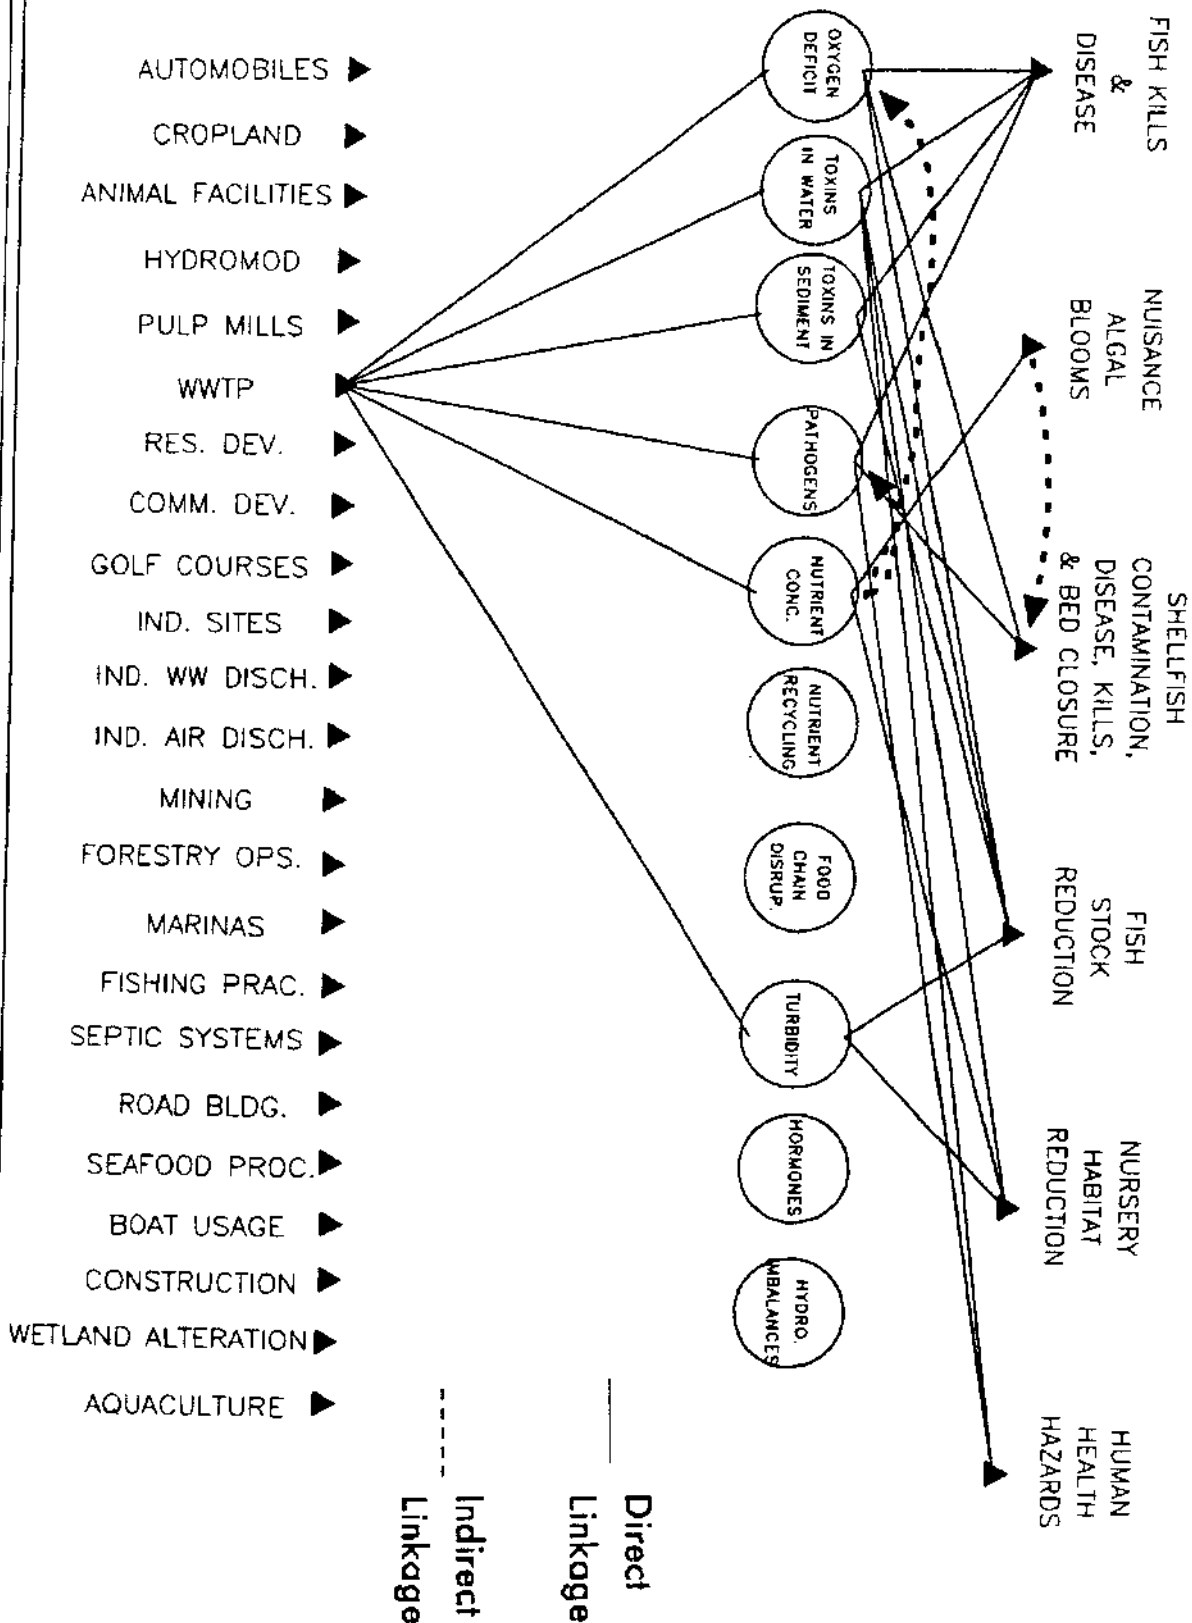 AUTOMOBILES
CROPLAND
ANIMAL FACILITIES
HYDROMOD
PULP MILLS
WWTP
RES. DEV.
COMM. DEV.
GOLF COURSES
IND. SITES
IND. WW DISCH.
IND. AIR DISCH.
MINING
FORESTRY OPS.
MARINAS
FISHING PRAC.
SEPTIC SYSTEMS
ROAD BLDG.
SEAFOOD PROC.
BOAT USAGE
CONSTRUCTION
WETLAND ALTERATION
AQUACULTURE
OXYGEN
DEFICIT
TOXINS
IN WATER
TOXINS IN
SEDIMENT
PATHOGENS
NUTRIENT
CONC.
NUTRIENT
RECYCLING
FOOD
CHAIN
DISRUP.
TURBIDITY
HORMONES
HYDRO.
IMBALANCES
FISH KILLS
&
DISEASE
NUISANCE
ALGAL
BLOOMS
SHELLFISH
CONTAMINATION,
DISEASE, KILLS,
& BED CLOSURE
FISH
STOCK
REDUCTION
NURSERY
HABITAT
REDUCTION
HUMAN
HEALTH
HAZARDS
Direct
Linkage
Indirect
Linkage